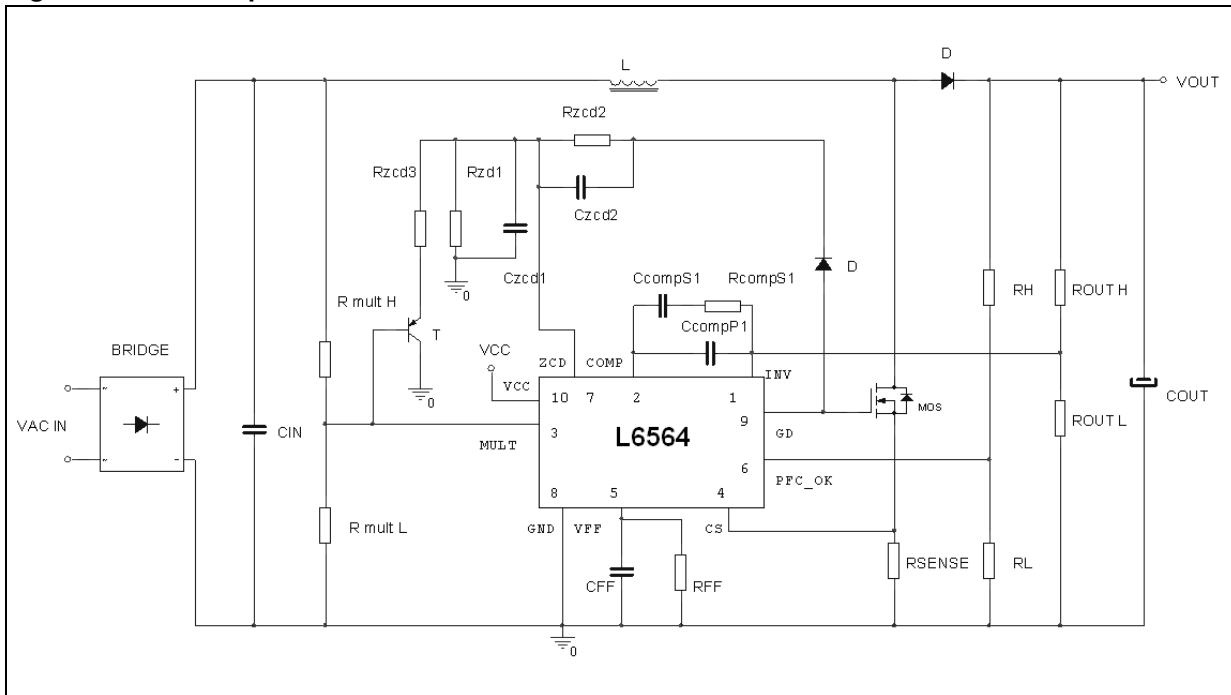 L
D
VOUT
Rzcd2
Rzcd3
Rzd1
Czcd2
Czcd1
0
D
CcompS1
RcompS1
CcompP1
RH
ROUT H
R mult H
T
0
BRIDGE
VCC
ZCD
COMP
INV
VCC
10
7
2
1
VAC IN
CIN
MULT
3
L6564
9
GD
MOS
COUT
ROUT L
6
PFC_OK
8
5
4
GND
VFF
CS
R mult L
CFF
RFF
RSENSE
RL
0